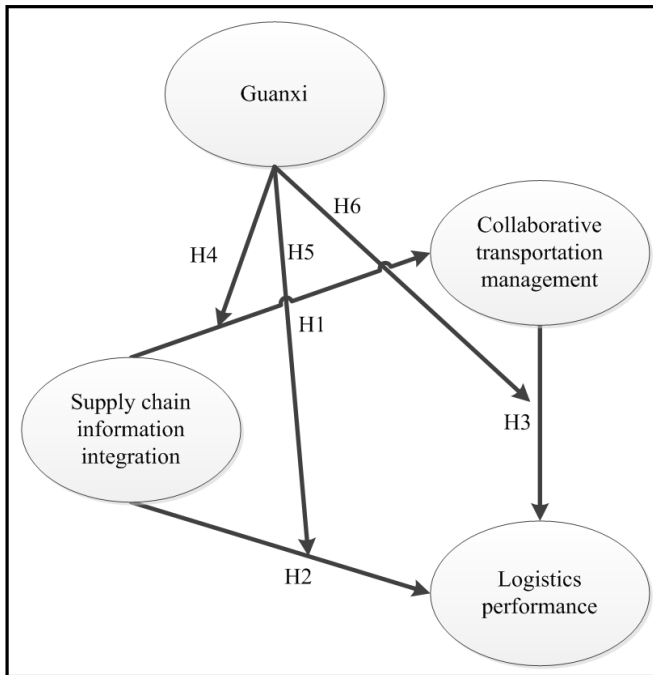 Guanxi
H6
Collaborative
transportation
management
H4
H5
H1
Supply chain
information
integration
H3
H2
Logistics
performance